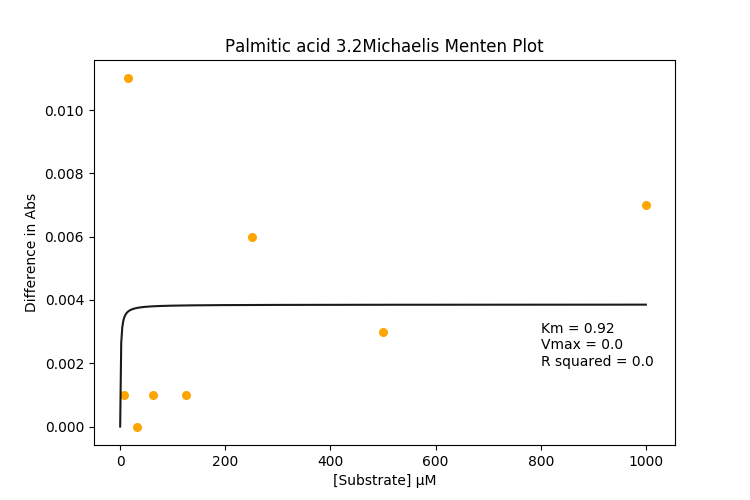 Palmitic acid 3.2Michaelis Menten Plot
0.010
0.008
0.006
0.004
0.002
0.000
Difference in Abs
Km = 0.92
Vmax = 0.0
R squared = 0.0
0 200 400 600 800 1000
[Substrate] µM